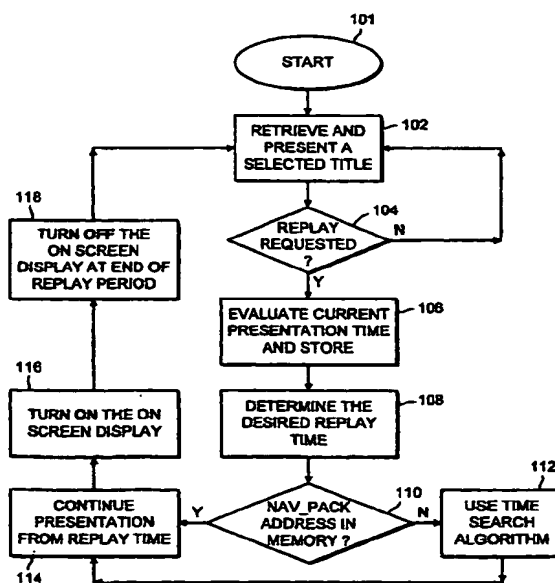 101
START
102
RETRIEVE AND
PRESENT A
SELECTED TITLE
104
REPLAY
REQUESTED
?
N
Y
106
EVALUATE CURRENT
PRESENTATION TIME
AND STORE
108
DETERMINE THE
DESIRED REPLAY
TIME
110
NAV_PACK
ADDRESS IN
MEMORY ?
Y
N
112
USE TIME
SEARCH
ALGORITHM
CONTINUE
PRESENTATION
FROM REPLAY TIME
114
116
TURN ON THE ON
SCREEN DISPLAY
118
TURN OFF THE
ON SCREEN
DISPLAY AT END OF
REPLAY PERIOD